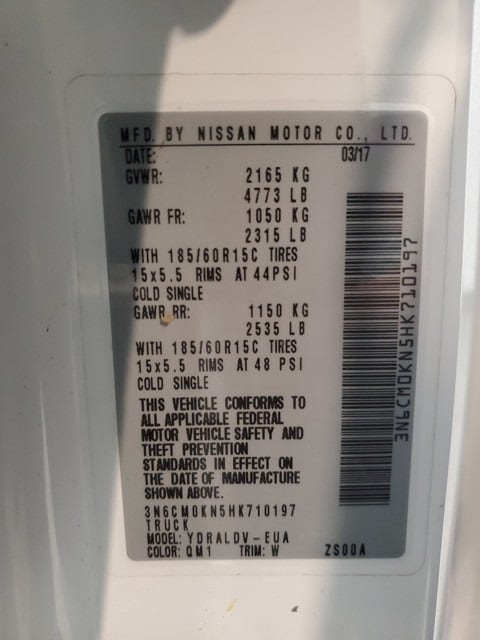 MFD. BY NISSAN MOTOR CO., LTD.
DATE: 03/17
GVWR: 2165 KG
4773 LB
GAWR FR: 1050 KG
2315 LB
WITH 185/60R15C TIRES
15x5.5 RIMS AT 44PSI
COLD SINGLE
GAWR RR: 1150 KG
2535 LB
WITH 185/60R15C TIRES
15x5.5 RIMS AT 48 PSI
COLD SINGLE
THIS VEHICLE CONFORMS TO
ALL APPLICABLE FEDERAL
MOTOR VEHICLE SAFETY AND
THEFT PREVENTION
STANDARDS IN EFFECT ON
THE DATE OF MANUFACTURE
SHOWN ABOVE.
3N6CM0KN5HK710197
TRUCK
MODEL: YDRALDV-EUA
COLOR: QM1 TRIM: W ZS00A
3N6CM0KN5HK710197